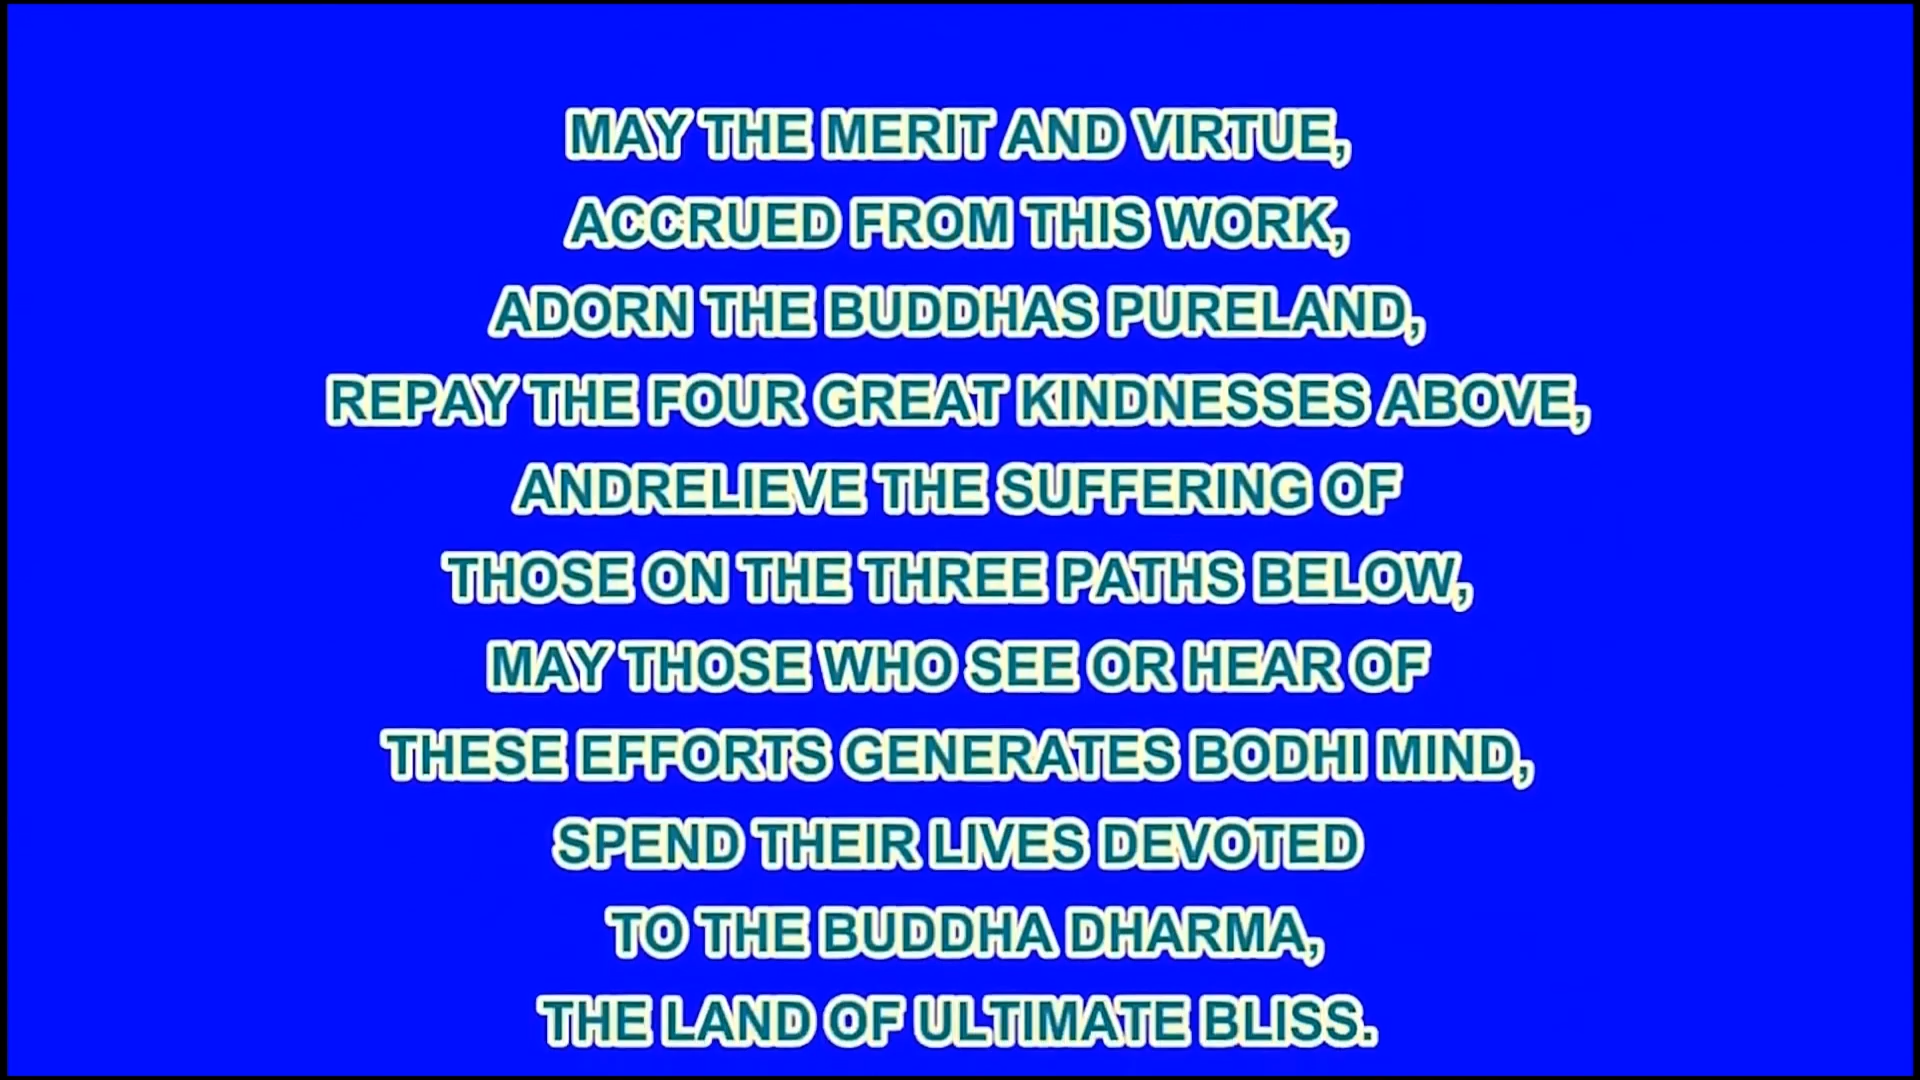 MAY THE MERIT AND VIRTUE,
ACCRUED FROM THIS WORK,
ADORN THE BUDDHAS PURELAND,
REPAY THE FOUR GREAT KINDNESSES ABOVE,
ANDRELIEVE THE SUFFERING OF
THOSE ON THE THREE PATHS BELOW,
MAY THOSE WHO SEE OR HEAR OF
THESE EFFORTS GENERATES BODHI MIND,
SPEND THEIR LIVES DEVOTED
TO THE BUDDHA DHARMA,
THE LAND OF ULTIMATE BLISS.